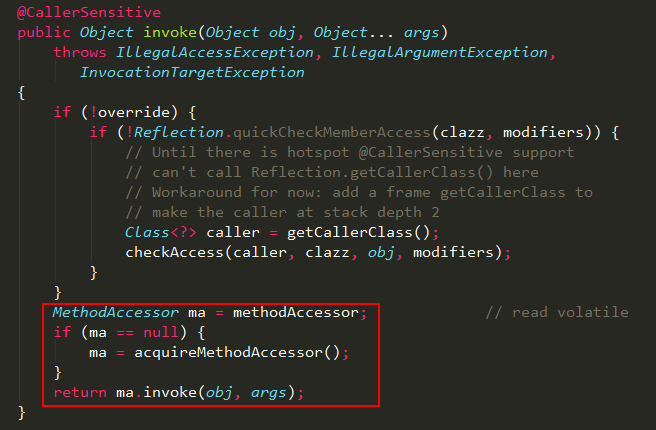 @CallerSensitive
public Object invoke(Object obj, Object... args)
    throws IllegalAccessException, IllegalArgumentException,
       InvocationTargetException
{
    if (!override) {
        if (!Reflection.quickCheckMemberAccess(clazz, modifiers)) {
            // Until there is hotspot @CallerSensitive support
            // can't call Reflection.getCallerClass() here
            // Workaround for now: add a frame getCallerClass to
            // make the caller at stack depth 2
            Class<?> caller = getCallerClass();
            checkAccess(caller, clazz, obj, modifiers);
        }
    }
    MethodAccessor ma = methodAccessor;             // read volatile
    if (ma == null) {
        ma = acquireMethodAccessor();
    }
    return ma.invoke(obj, args);
}